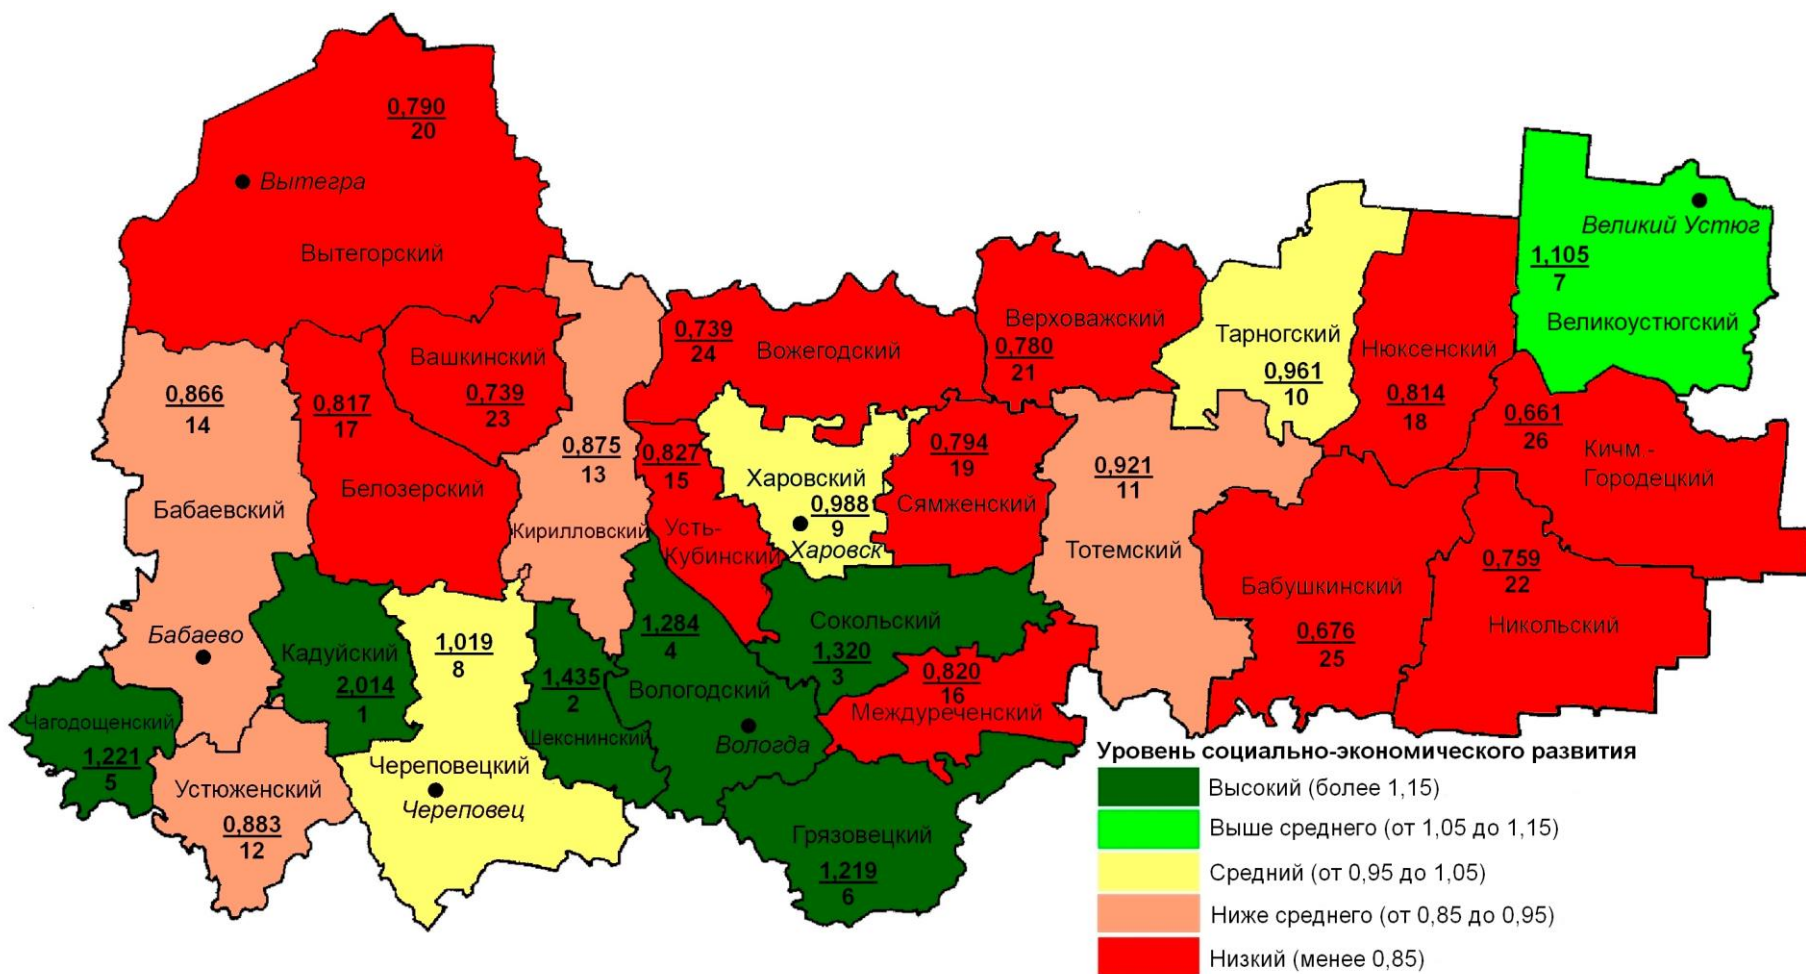 0,790
20
Вытегра
Вытегорский
Великий Устюг
1,105
7
Великоустюгский
Верховажский
0,780
21
Тарногский
0,961
10
Нюксенский
0,814
18
0,739
24
Вожегодский
Вашкинский
0,739
23
0,866
14
0,817
17
Белозерский
0,875
13
Кирилловский
0,827
15
Усть-
Кубинский
Харовский
0,988
9
Харовск
0,794
19
Сямженский
0,921
11
Тотемский
0,661
26
Кичм -
Городецкий
Бабаевский
Бабаево
Бабушкинский
0,676
25
0,759
22
Никольский
Кадуйский
2,014
1
1,019
8
1,435
2
Шекснинский
1,284
4
Вологодский
Вологда
Сокольский
1,320
3
0,820
16
Междуреченский
Чагодощенский
1,221
5
Устюженский
0,883
12
Череповецкий
Череповец
Грязовецкий
1,219
6
Уровень социально-экономического развития
Высокий (более 1,15)
Выше среднего (от 1,05 до 1,15)
Средний (от 0,95 до 1,05)
Ниже среднего (от 0,85 до 0,95)
Низкий (менее 0,85)